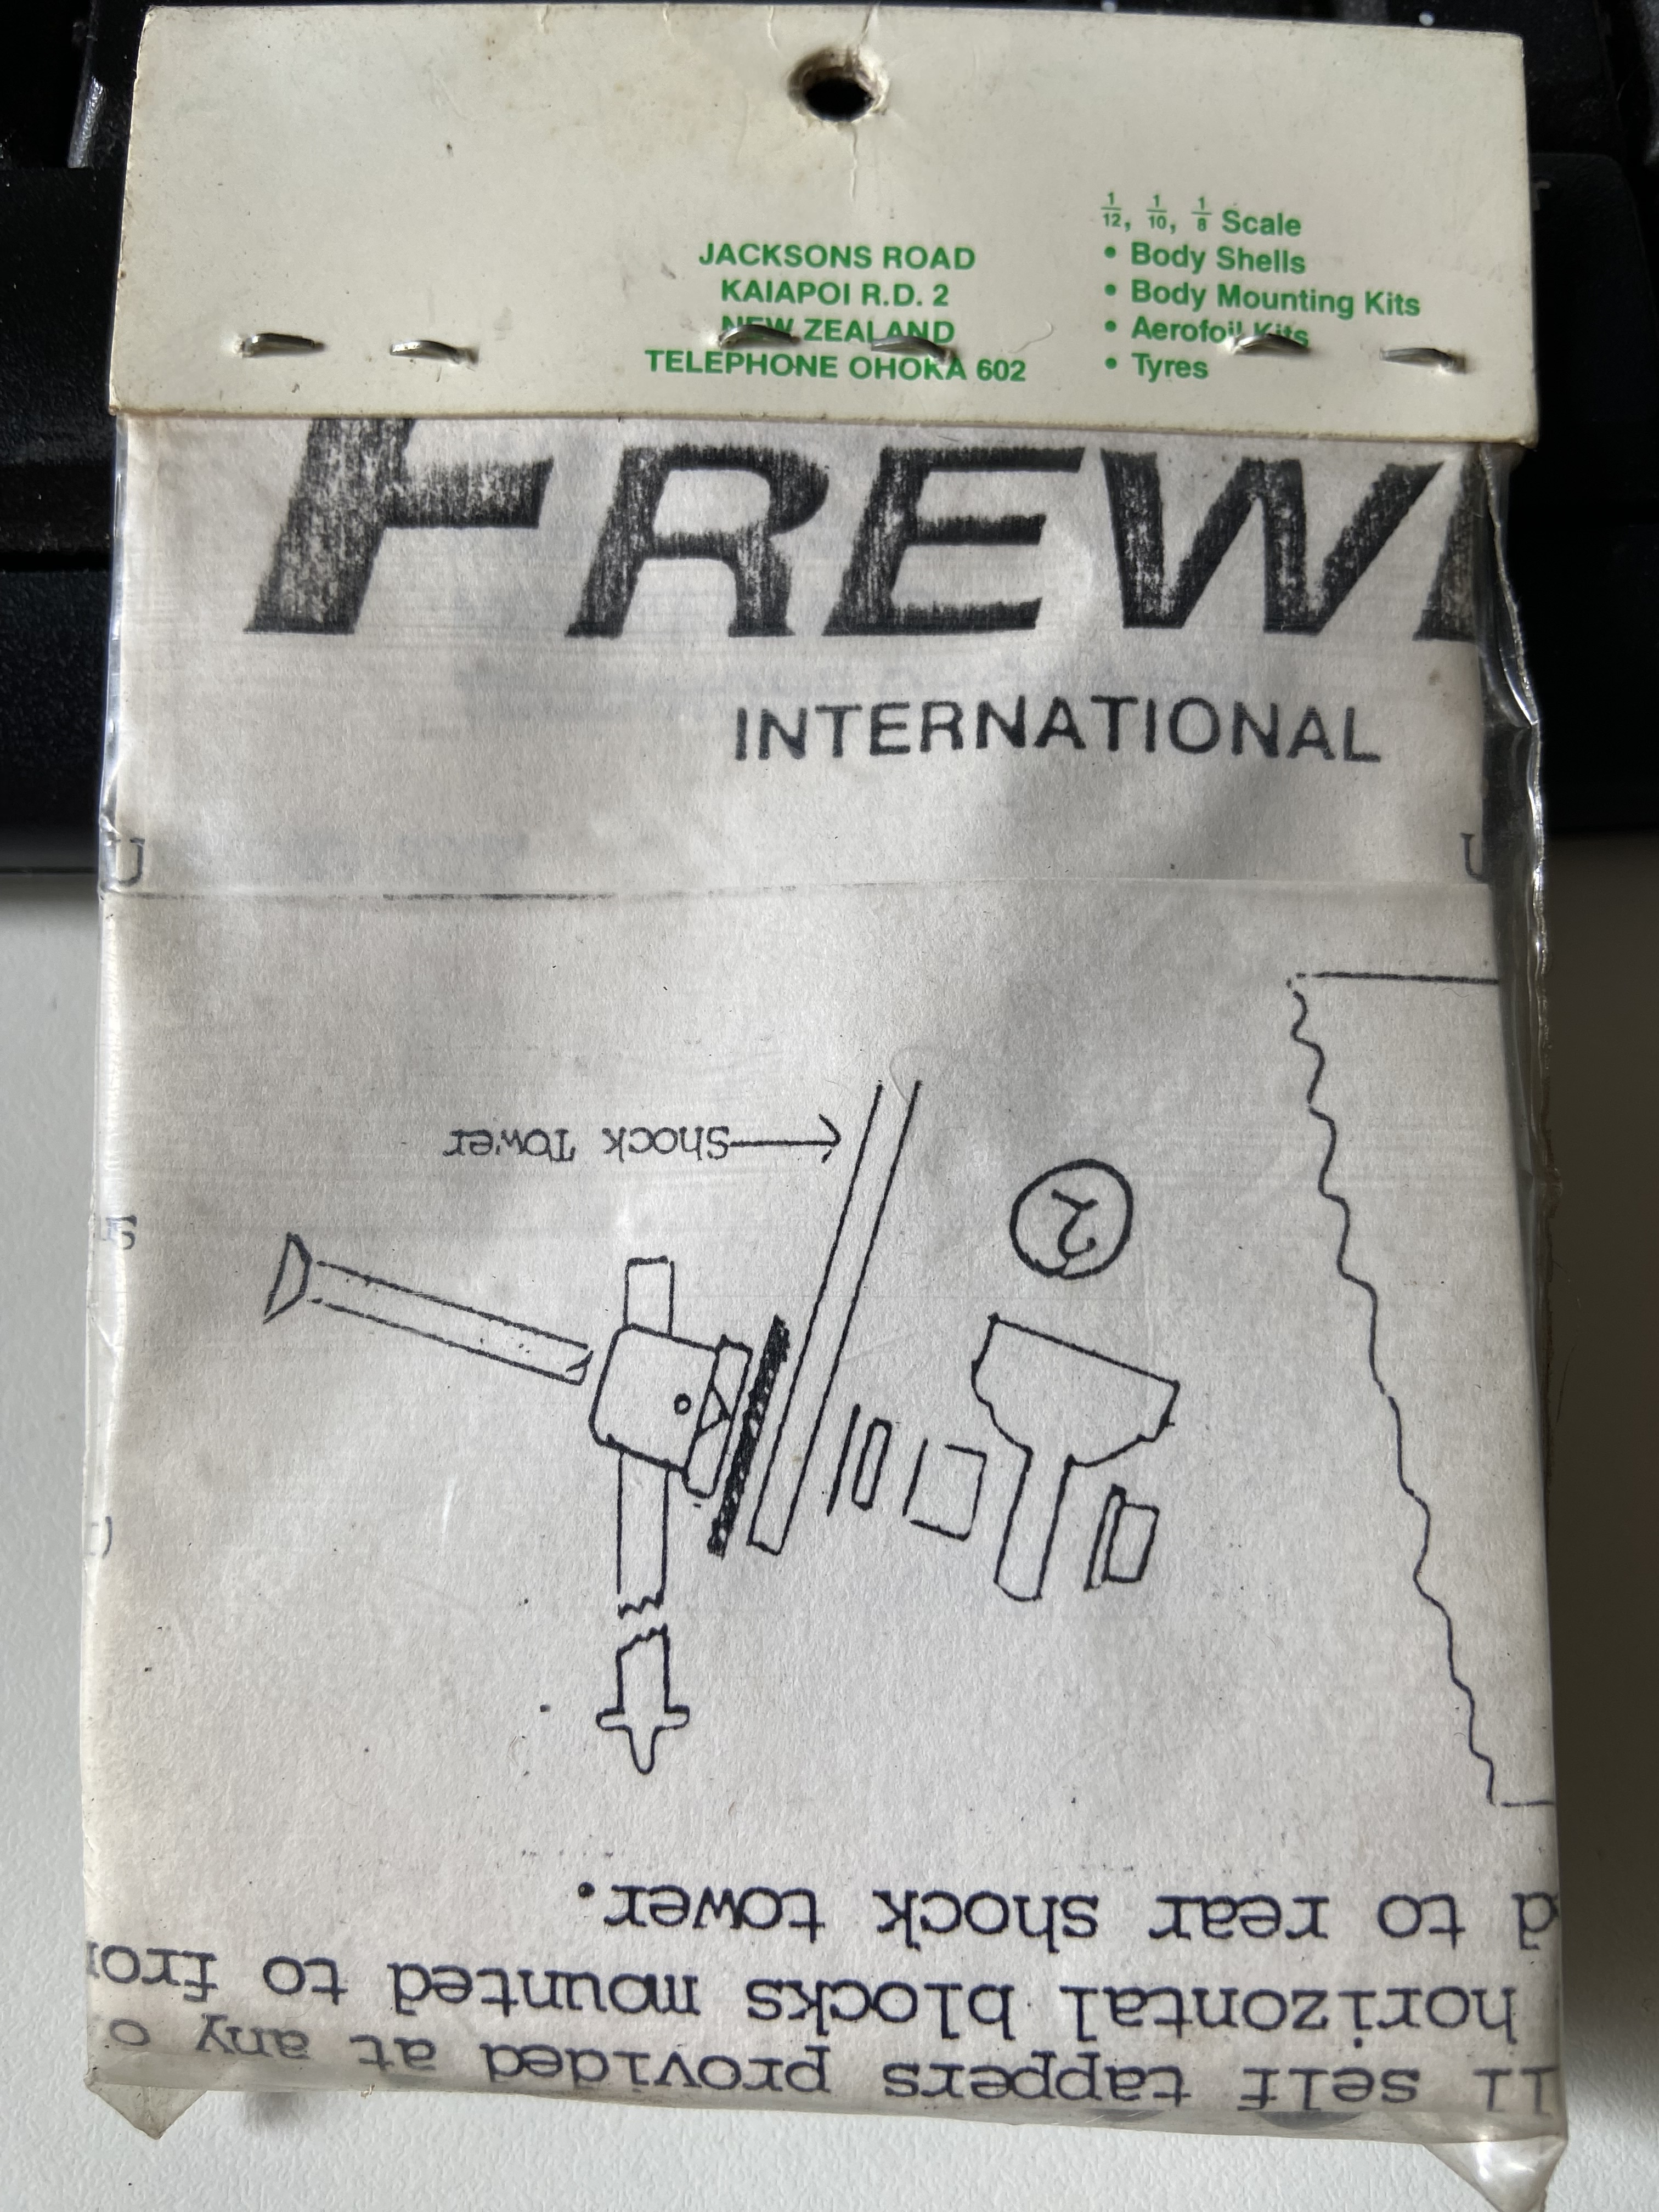 JACKSONS ROAD
KAIAPOI R.D. 2
NEW ZEALAND
TELEPHONE OHOKA 602
1/12, 1/10, 1/8 Scale
• Body Shells
• Body Mounting Kits
• Aerofoil Kits
• Tyres
FREW
INTERNATIONAL
Shock Tower
2
ll self tappers provided at any o
horizontal blocks mounted to fro
d to rear shock tower.